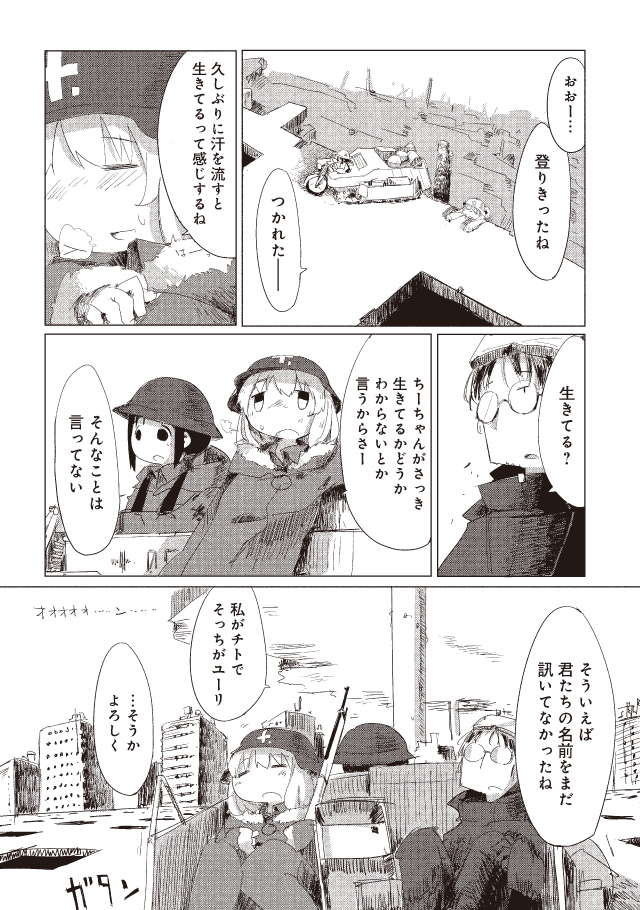 おおー…
登りきったね
つかれた――
久しぶりに汗を流すと
生きてるって感じするね
生きてる?
ちーちゃんがさっき
生きてるかどうか
わからないとか
言うからさー
そんなことは
言ってない
そういえば
君たちの名前をまだ
訊いてなかったね
私がチトで
そっちがユーリ
…そうか
よろしく
オオオオオ……ン……
ガタン